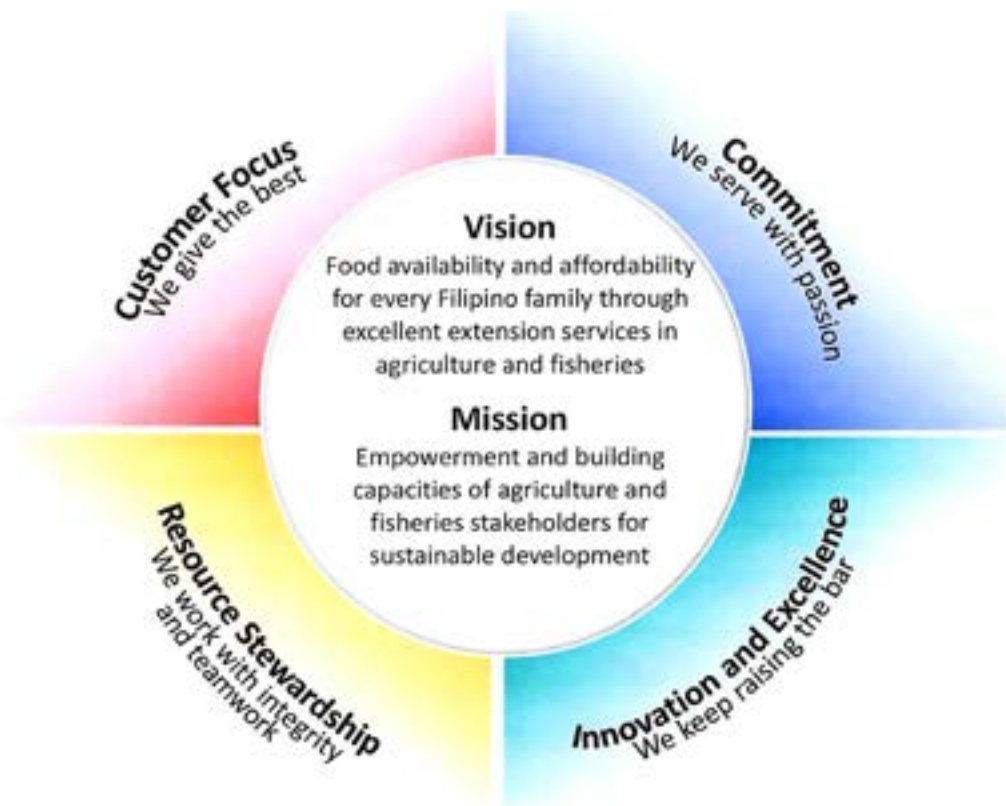 Customer Focus
We give the best
Commitment
We serve with passion
Vision
Food availability and affordability
for every Filipino family through
excellent extension services in
agriculture and fisheries
Mission
Empowerment and building
capacities of agriculture and
fisheries stakeholders for
sustainable development
Resource Stewardship
We work with integrity
and teamwork
Innovation and Excellence
We keep raising the bar